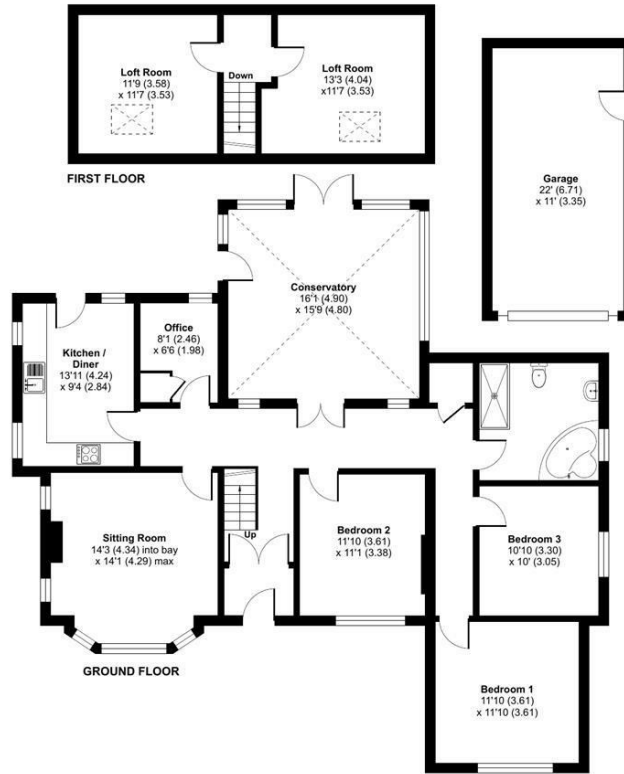 Loft Room
11'9 (3.58)
x 11'7 (3.53)
Down
Loft Room
13'3 (4.04)
x11'7 (3.53)
FIRST FLOOR
Garage
22' (6.71)
x 11' (3.35)
Conservatory
16'1 (4.90)
x 15'9 (4.80)
Office
8'1 (2.46)
x 6'6 (1.98)
Kitchen /
Diner
13'11 (4.24)
x 9'4 (2.84)
Sitting Room
14'3 (4.34) into bay
x 14'1 (4.29) max
Up
Bedroom 2
11'10 (3.61)
x 11'1 (3.38)
Bedroom 3
10'10 (3.30)
x 10' (3.05)
GROUND FLOOR
Bedroom 1
11'10 (3.61)
x 11'10 (3.61)